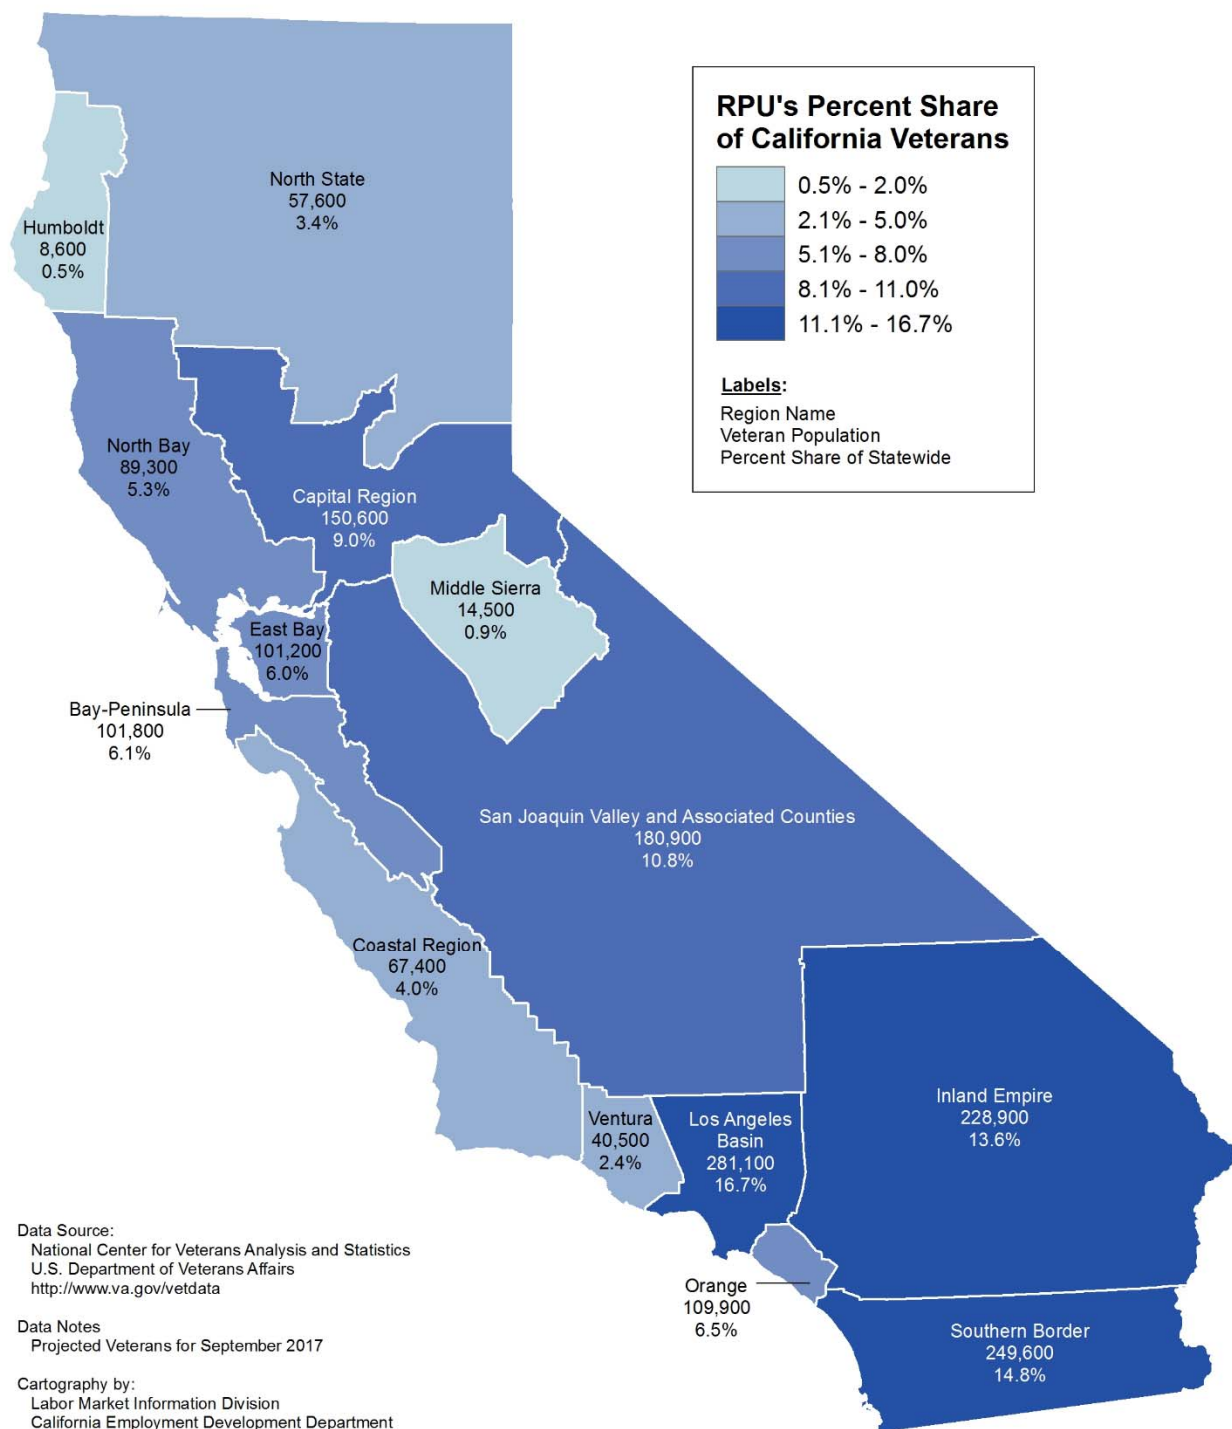 RPU's Percent Share
of California Veterans
0.5% - 2.0%
2.1% - 5.0%
5.1% - 8.0%
8.1% - 11.0%
11.1% - 16.7%
Labels:
Region Name
Veteran Population
Percent Share of Statewide
North State
57,600
3.4%
Humboldt
8,600
0.5%
North Bay
89,300
5.3%
Capital Region
150,600
9.0%
Middle Sierra
14,500
0.9%
East Bay
101,200
6.0%
Bay-Peninsula
101,800
6.1%
San Joaquin Valley and Associated Counties
180,900
10.8%
Coastal Region
67,400
4.0%
Ventura
40,500
2.4%
Los Angeles
Basin
281,100
16.7%
Inland Empire
228,900
13.6%
Orange
109,900
6.5%
Southern Border
249,600
14.8%
Data Source:
National Center for Veterans Analysis and Statistics
U.S. Department of Veterans Affairs
http://www.va.gov/vetdata
Data Notes
Projected Veterans for September 2017
Cartography by:
Labor Market Information Division
California Employment Development Department